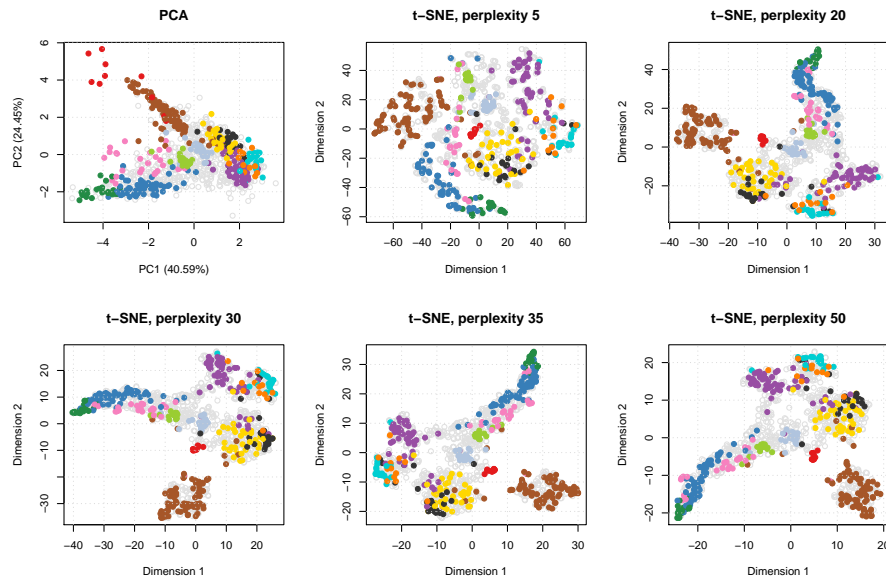 PCA
6
4
2
0
−2
PC2 (24.45%)
−4 −2 0 2
PC1 (40.59%)
t−SNE, perplexity 5
40
20
0
−20
−40
−60
Dimension 2
−60 −40 −20 0 20 40 60
Dimension 1
t−SNE, perplexity 20
40
20
0
−20
Dimension 2
−40 −30 −20 −10 0 10 20 30
Dimension 1
t−SNE, perplexity 30
20
10
0
−10
−30
Dimension 2
−40 −30 −20 −10 0 10 20
Dimension 1
t−SNE, perplexity 35
30
20
10
0
−10
−20
Dimension 2
−20 −10 0 10 20 30
Dimension 1
t−SNE, perplexity 50
20
10
0
−10
−20
Dimension 2
−20 −10 0 10 20
Dimension 1